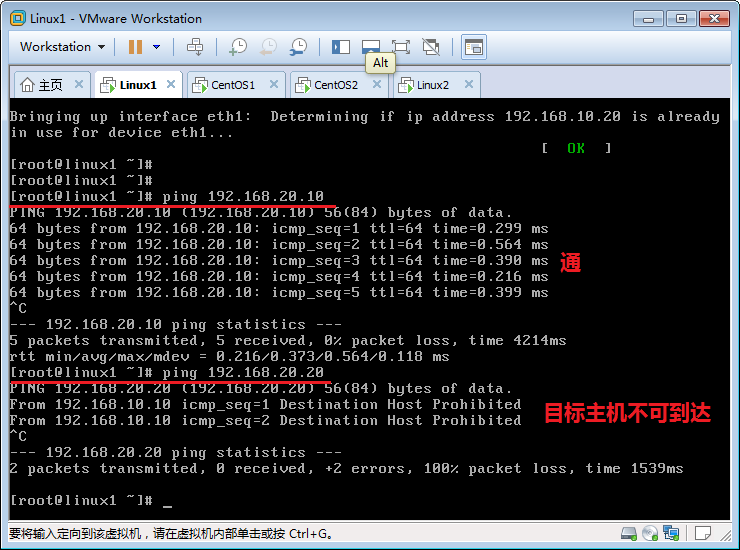 Linux1 - VMware Workstation
Workstation
Alt
主页 Linux1 CentOS1 CentOS2 Linux2
Bringing up interface eth1:  Determining if ip address 192.168.10.20 is already
in use for device eth1...
[  OK  ]
[root@linux1 ~]#
[root@linux1 ~]#
[root@linux1 ~]# ping 192.168.20.10
PING 192.168.20.10 (192.168.20.10) 56(84) bytes of data.
64 bytes from 192.168.20.10: icmp_seq=1 ttl=64 time=0.299 ms
64 bytes from 192.168.20.10: icmp_seq=2 ttl=64 time=0.564 ms
64 bytes from 192.168.20.10: icmp_seq=3 ttl=64 time=0.390 ms 通
64 bytes from 192.168.20.10: icmp_seq=4 ttl=64 time=0.216 ms
64 bytes from 192.168.20.10: icmp_seq=5 ttl=64 time=0.399 ms
^C
--- 192.168.20.10 ping statistics ---
5 packets transmitted, 5 received, 0% packet loss, time 4214ms
rtt min/avg/max/mdev = 0.216/0.373/0.564/0.118 ms
[root@linux1 ~]# ping 192.168.20.20
PING 192.168.20.20 (192.168.20.20) 56(84) bytes of data.
From 192.168.10.10 icmp_seq=1 Destination Host Prohibited
From 192.168.10.10 icmp_seq=2 Destination Host Prohibited 目标主机不可到达
^C
--- 192.168.20.20 ping statistics ---
2 packets transmitted, 0 received, +2 errors, 100% packet loss, time 1539ms
[root@linux1 ~]# _
要将输入定向到该虚拟机，请在虚拟机内部单击或按 Ctrl+G。